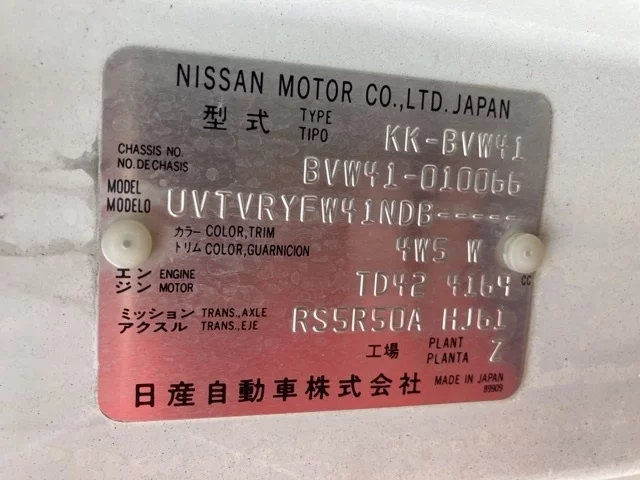 NISSAN MOTOR CO.,LTD. JAPAN
型式 TYPE TIPO KK-BVW41
CHASSIS NO. NO. DE CHASIS BVW41-010066
MODEL MODELO UVTVRYFW41NDB-----
カラー COLOR,TRIM
トリム COLOR,GUARNICION 4W5 W
エンジン ENGINE MOTOR TD42 4164 CC
ミッション TRANS.,AXLE
アクスル TRANS.,EJE RS5R50A HJ61
工場 PLANT PLANTA Z
日産自動車株式会社 MADE IN JAPAN
89909